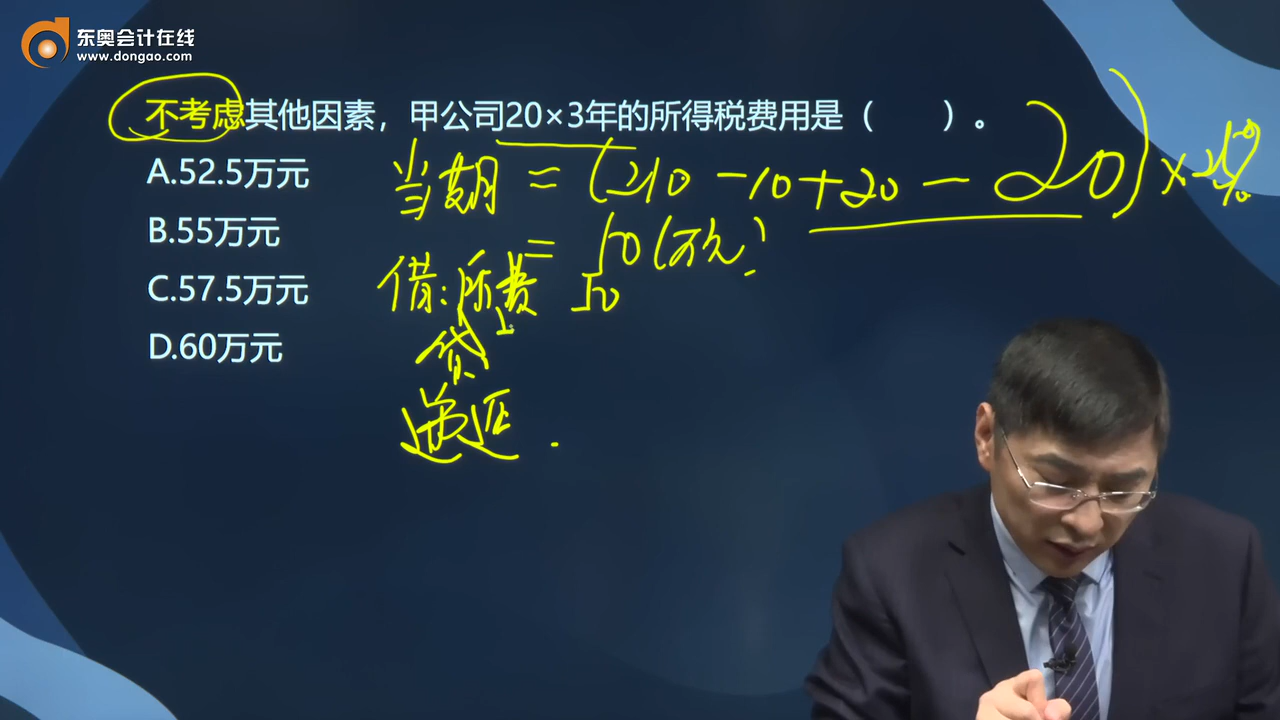 东奥会计在线
www.dongao.com
不考虑其他因素，甲公司20×3年的所得税费用是（  ）。
A.52.5万元
B.55万元
C.57.5万元
D.60万元
当期 = (210 - 10 + 20 - 20) × 25%
= 50 (万元)
借：所费 50
贷
递延